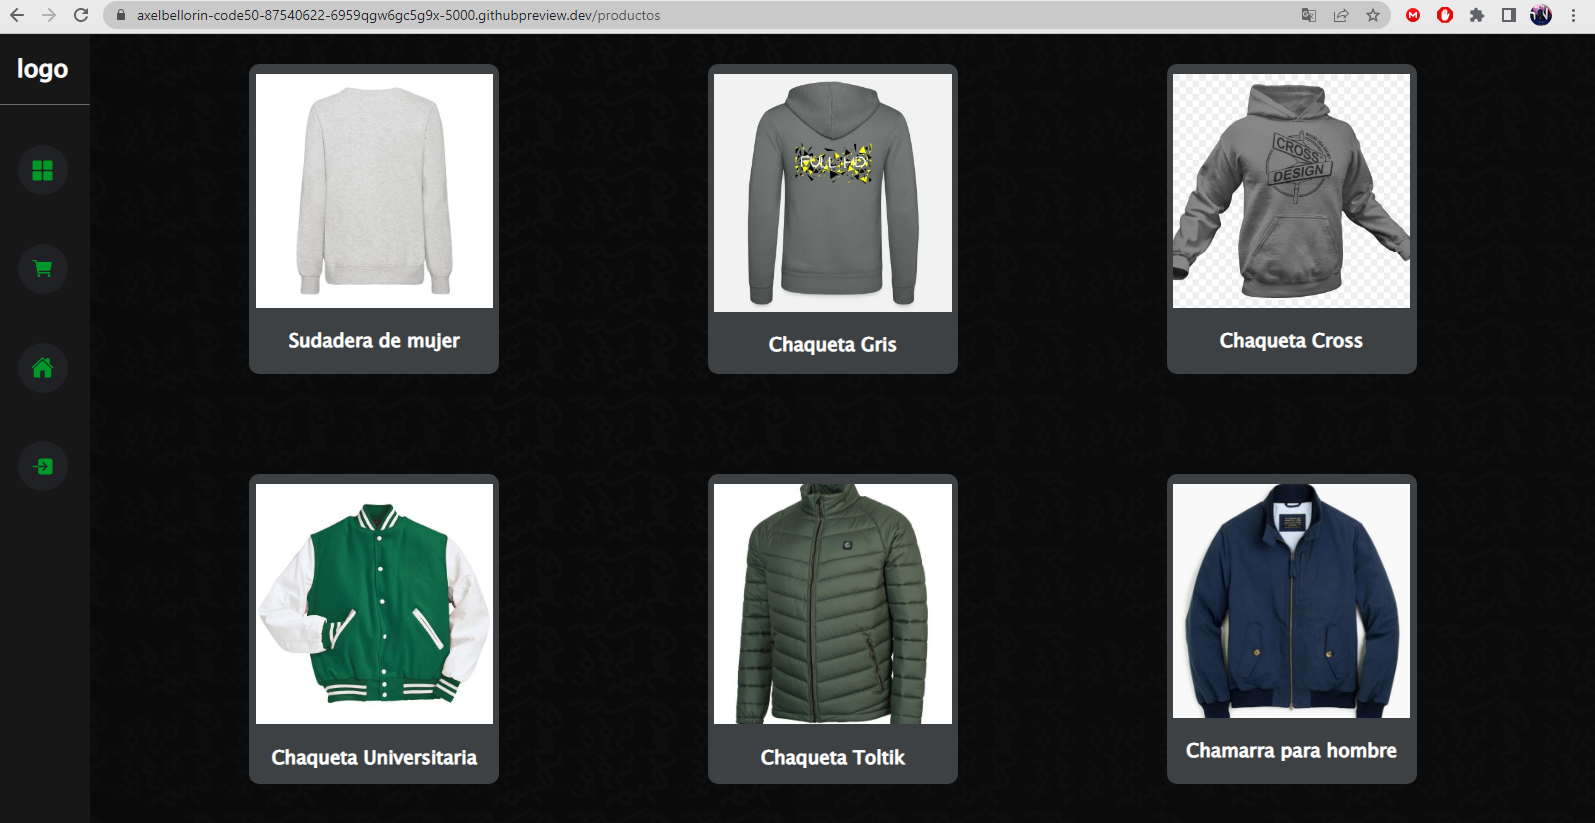 axelbellorin-code50-87540622-6959qgw6gc5g9x-5000.githubpreview.dev/productos
logo
FULL HD
CROSS
DESIGN
Sudadera de mujer
Chaqueta Gris
Chaqueta Cross
Chaqueta Universitaria
Chaqueta Toltik
Chamarra para hombre